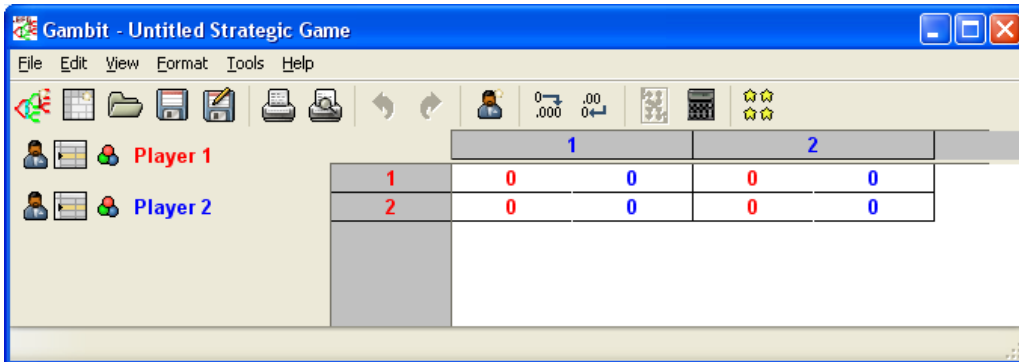 Gambit - Untitled Strategic Game
File Edit View Format Tools Help
0 .000 .00 0
Player 1
Player 2
1 2
1 0 0 0 0
2 0 0 0 0